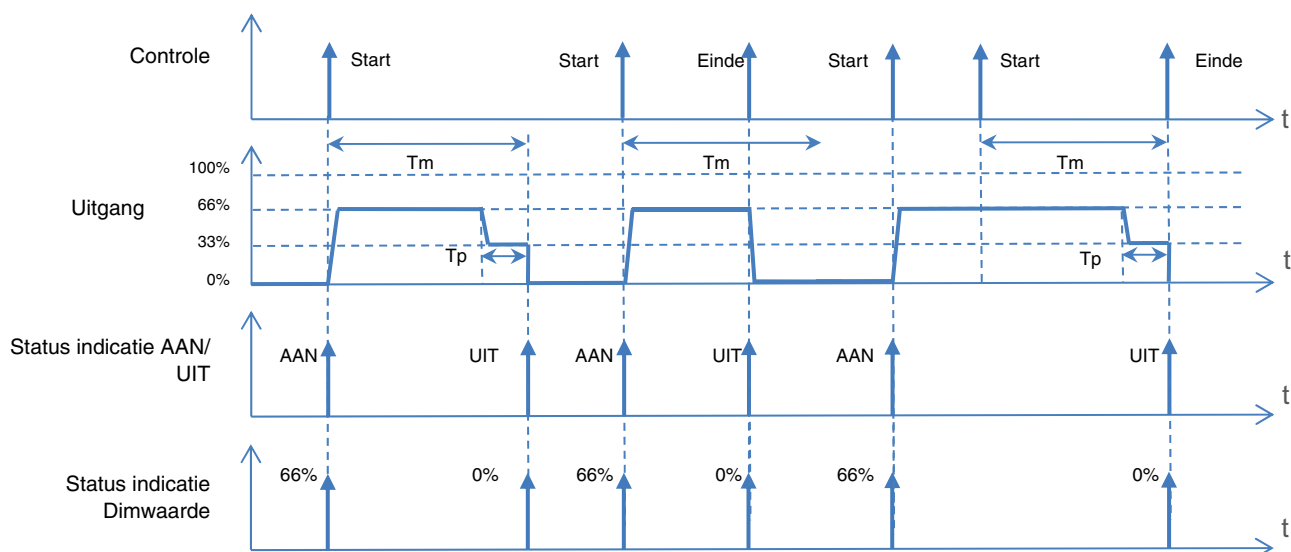 Controle
Start
Start
Einde
Start
Start
Einde
t
Tm
Tm
Tm
100%
66%
Uitgang
33%
Tp
Tp
0%
t
Status indicatie AAN/
UIT
AAN
UIT
AAN
UIT
AAN
UIT
t
Status indicatie
Dimwaarde
66%
0%
66%
0%
66%
0%
t